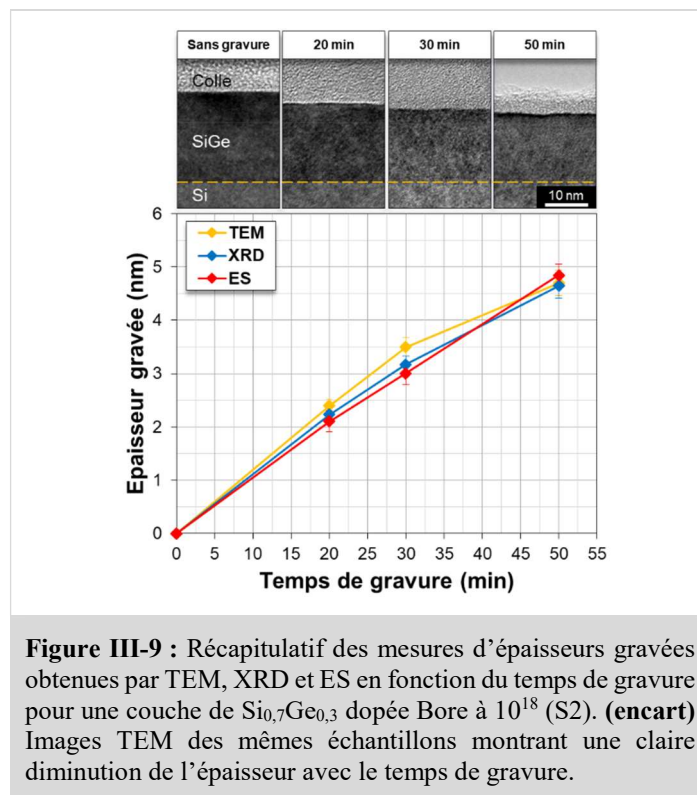 Sans gravure 20 min 30 min 50 min
Colle
SiGe
Si
10 nm
6
5
4
3
2
1
0
Epaisseur gravée (nm)
TEM
XRD
ES
0 5 10 15 20 25 30 35 40 45 50 55
Temps de gravure (min)
Figure III-9 : Récapitulatif des mesures d’épaisseurs gravées
obtenues par TEM, XRD et ES en fonction du temps de gravure
pour une couche de Si₀,₇Ge₀,₃ dopée Bore à 10¹⁸ (S2). (encart)
Images TEM des mêmes échantillons montrant une claire
diminution de l’épaisseur avec le temps de gravure.